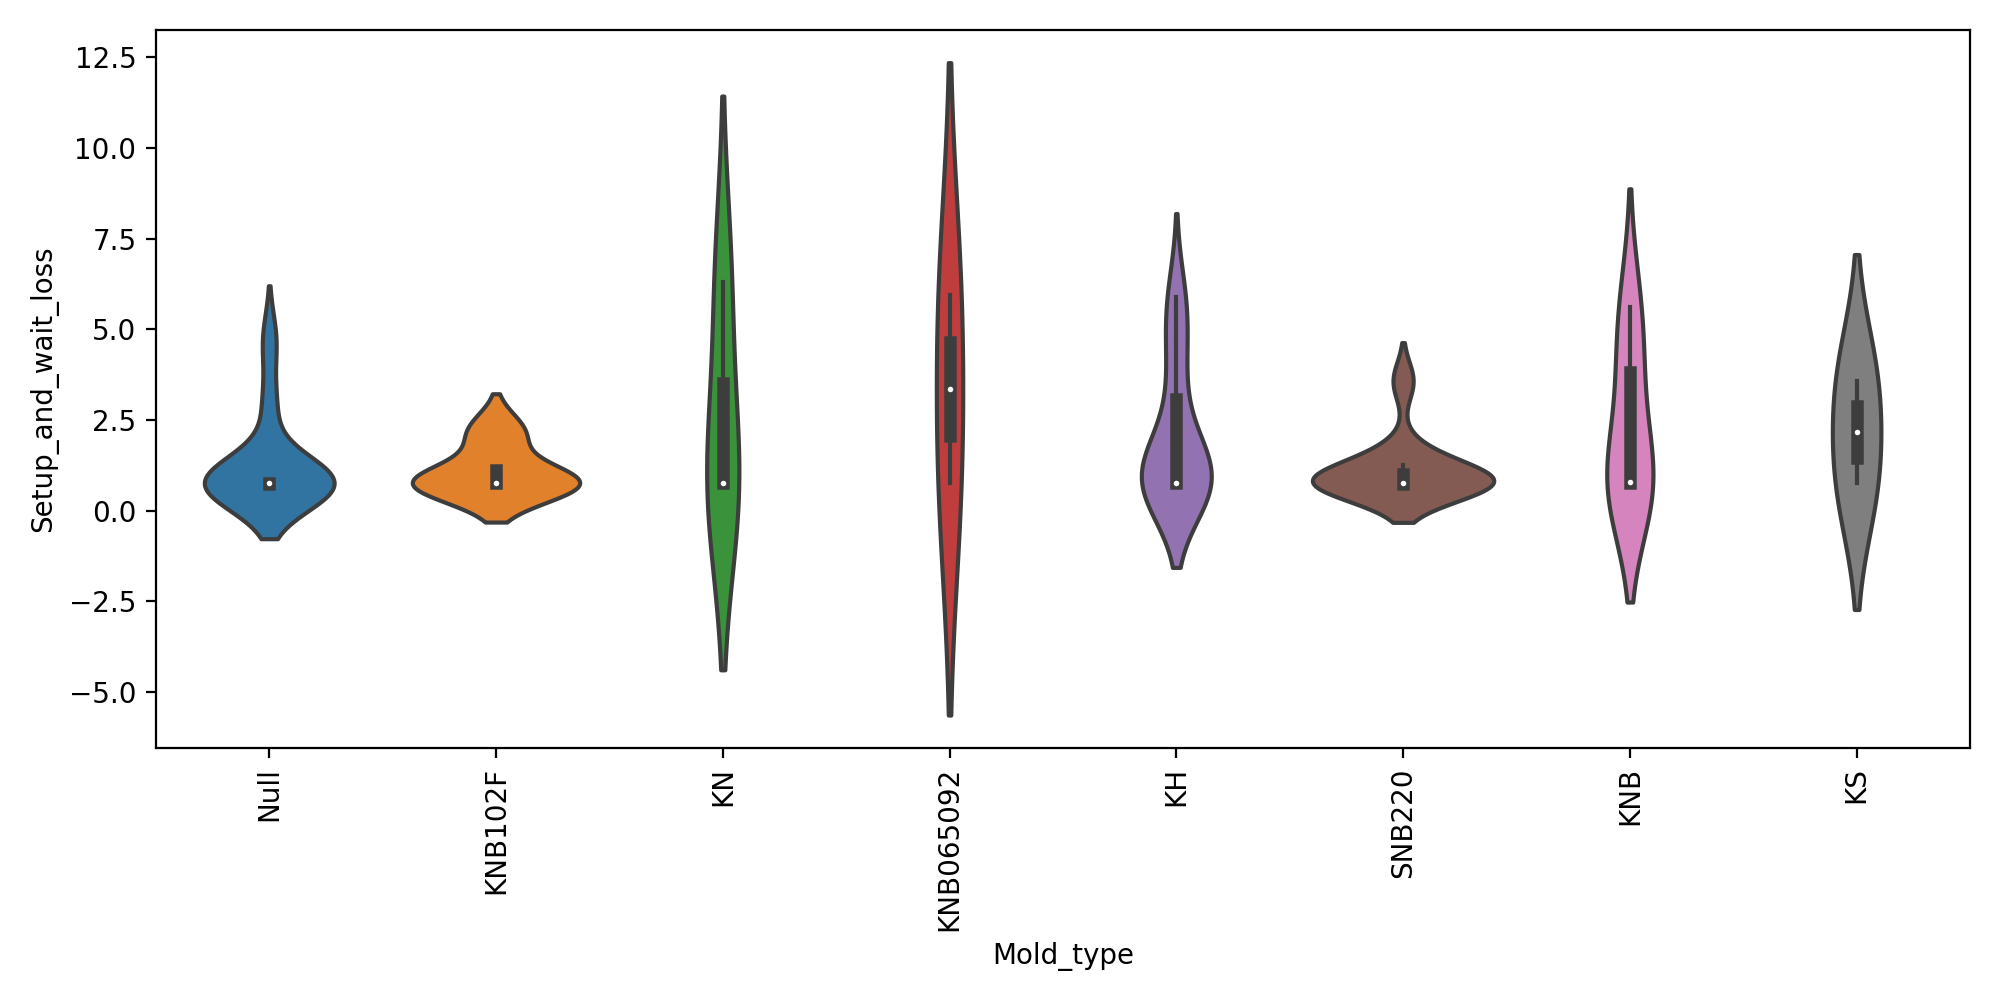 12.5
10.0
7.5
5.0
2.5
0.0
−2.5
−5.0
Setup_and_wait_loss
Null
KNB102F
KN
KNB065092
KH
SNB220
KNB
KS
Mold_type